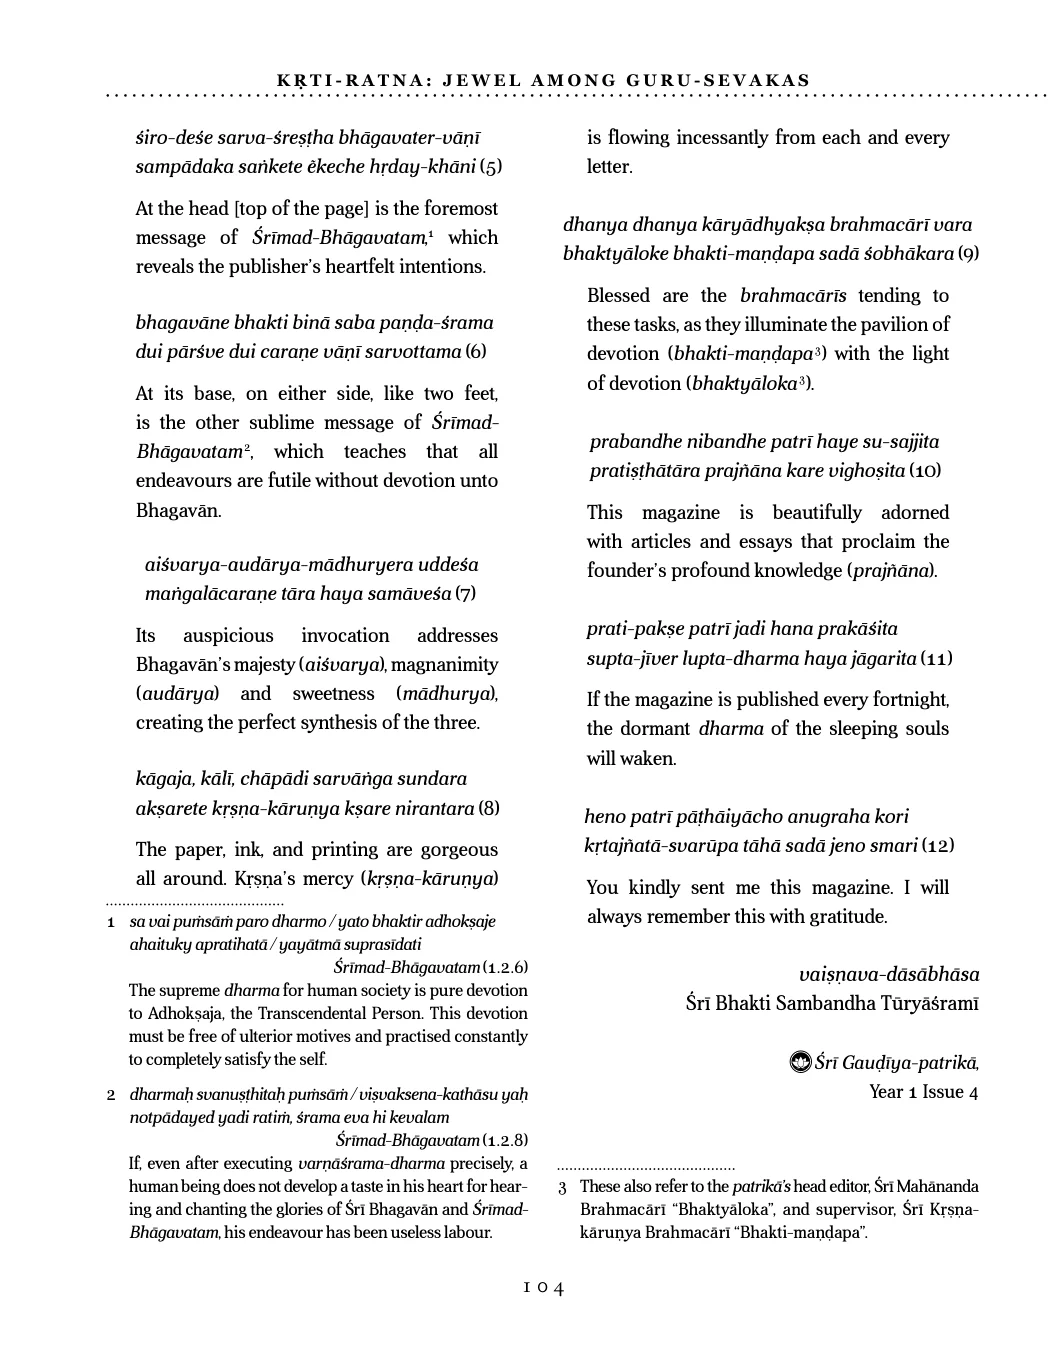 KṚTI-RATNA: JEWEL AMONG GURU-SEVAKAS
śiro-deśe sarva-śreṣṭha bhāgavater-vāṇī
sampādaka saṅkete ěkeche hṛday-khāni (5)
At the head [top of the page] is the foremost
message of Śrīmad-Bhāgavatam,¹ which
reveals the publisher’s heartfelt intentions.
bhagavāne bhakti binā saba paṇḍa-śrama
dui pārśve dui caraṇe vāṇī sarvottama (6)
At its base, on either side, like two feet,
is the other sublime message of Śrīmad-
Bhāgavatam², which teaches that all
endeavours are futile without devotion unto
Bhagavān.
aiśvarya-audārya-mādhuryera uddeśa
maṅgalācaraṇe tāra haya samāveśa (7)
Its auspicious invocation addresses
Bhagavān’s majesty (aiśvarya), magnanimity
(audārya) and sweetness (mādhurya),
creating the perfect synthesis of the three.
kāgaja, kālī, chāpādi sarvāṅga sundara
akṣarete kṛṣṇa-kāruṇya kṣare nirantara (8)
The paper, ink, and printing are gorgeous
all around. Kṛṣṇa’s mercy (kṛṣṇa-kāruṇya)
1 sa vai puṁsāṁ paro dharmo / yato bhaktir adhokṣaje
ahaituky apratihatā / yayātmā suprasīdati
Śrīmad-Bhāgavatam (1.2.6)
The supreme dharma for human society is pure devotion
to Adhokṣaja, the Transcendental Person. This devotion
must be free of ulterior motives and practised constantly
to completely satisfy the self.
2 dharmaḥ svanuṣṭhitaḥ puṁsāṁ / viṣvaksena-kathāsu yaḥ
notpādayed yadi ratiṁ, śrama eva hi kevalam
Śrīmad-Bhāgavatam (1.2.8)
If, even after executing varṇāśrama-dharma precisely, a
human being does not develop a taste in his heart for hear-
ing and chanting the glories of Śrī Bhagavān and Śrīmad-
Bhāgavatam, his endeavour has been useless labour.
is flowing incessantly from each and every
letter.
dhanya dhanya kāryādhyakṣa brahmacārī vara
bhaktyāloke bhakti-maṇḍapa sadā śobhākara (9)
Blessed are the brahmacārīs tending to
these tasks, as they illuminate the pavilion of
devotion (bhakti-maṇḍapa³) with the light
of devotion (bhaktyāloka³).
prabandhe nibandhe patrī haye su-sajjita
pratiṣṭhātāra prajñāna kare vighoṣita (10)
This magazine is beautifully adorned
with articles and essays that proclaim the
founder’s profound knowledge (prajñāna).
prati-pakṣe patrī jadi hana prakāśita
supta-jīver lupta-dharma haya jāgarita (11)
If the magazine is published every fortnight,
the dormant dharma of the sleeping souls
will waken.
heno patrī pāṭhāiyācho anugraha kori
kṛtajñatā-svarūpa tāhā sadā jeno smari (12)
You kindly sent me this magazine. I will
always remember this with gratitude.
vaiṣṇava-dāsābhāsa
Śrī Bhakti Sambandha Tūryāśramī
Śrī Gauḍīya-patrikā,
Year 1 Issue 4
3 These also refer to the patrikā’s head editor, Śrī Mahānanda
Brahmacārī “Bhaktyāloka”, and supervisor, Śrī Kṛṣṇa-
kāruṇya Brahmacārī “Bhakti-maṇḍapa”.
104